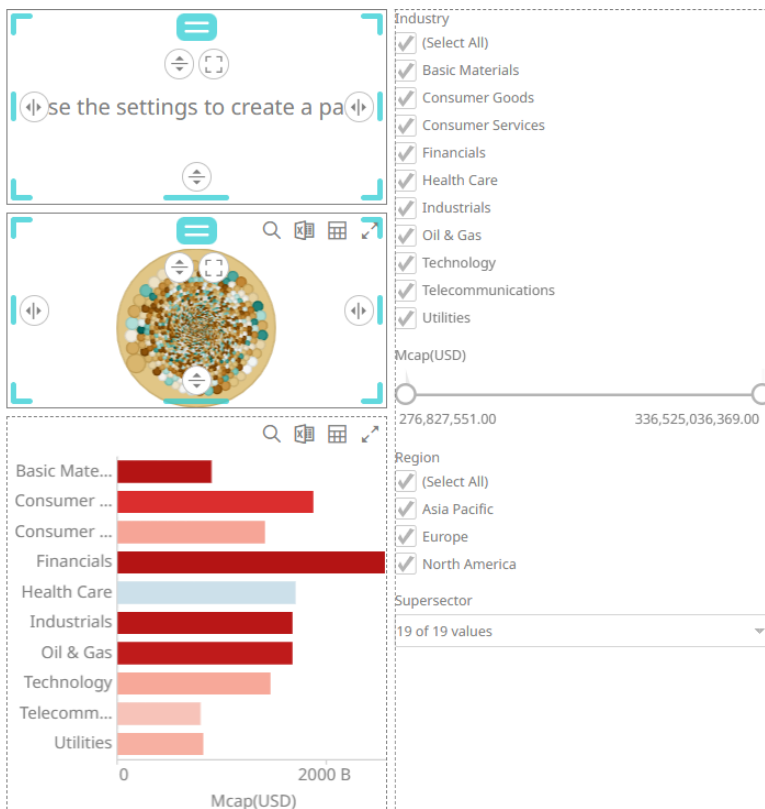 se the settings to create a pa
Basic Mate...
Consumer ...
Consumer ...
Financials
Health Care
Industrials
Oil & Gas
Technology
Telecomm...
Utilities
0
2000 B
Mcap(USD)
Industry
(Select All)
Basic Materials
Consumer Goods
Consumer Services
Financials
Health Care
Industrials
Oil & Gas
Technology
Telecommunications
Utilities
Mcap(USD)
276,827,551.00
336,525,036,369.00
Region
(Select All)
Asia Pacific
Europe
North America
Supersector
19 of 19 values